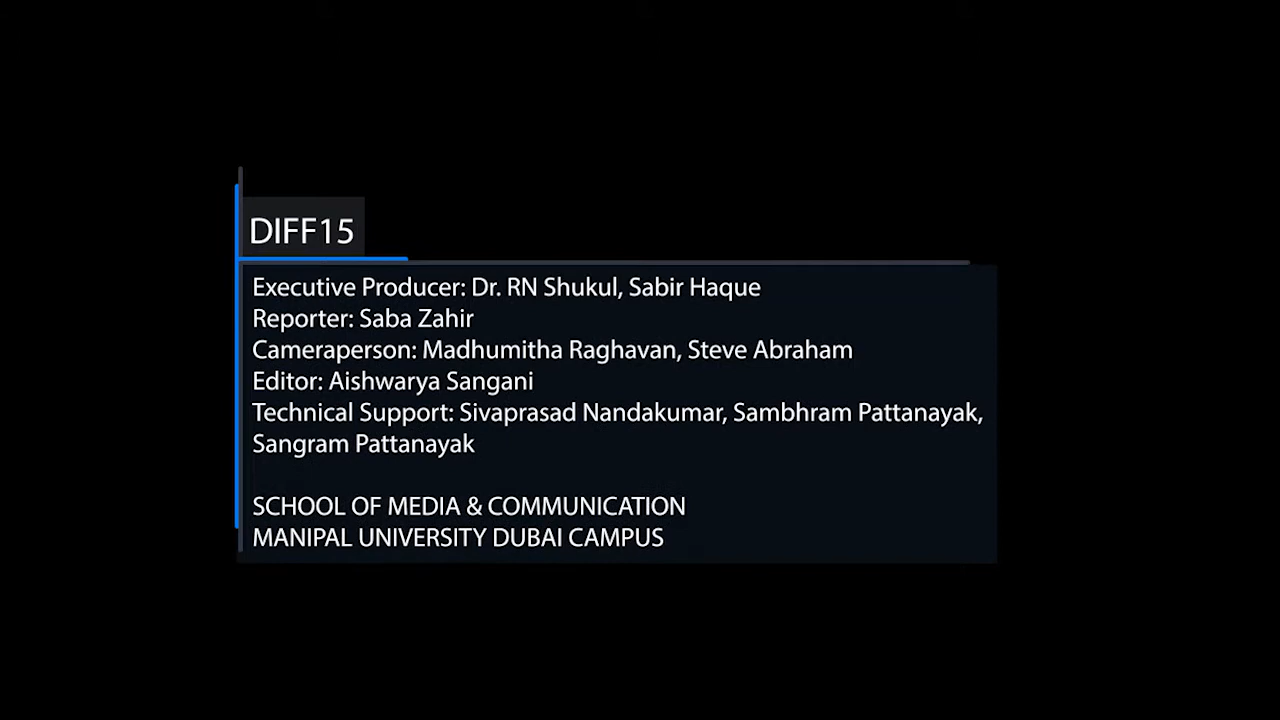 DIFF15
Executive Producer: Dr. RN Shukul, Sabir Haque
Reporter: Saba Zahir
Cameraperson: Madhumitha Raghavan, Steve Abraham
Editor: Aishwarya Sangani
Technical Support: Sivaprasad Nandakumar, Sambhram Pattanayak,
Sangram Pattanayak
SCHOOL OF MEDIA & COMMUNICATION
MANIPAL UNIVERSITY DUBAI CAMPUS